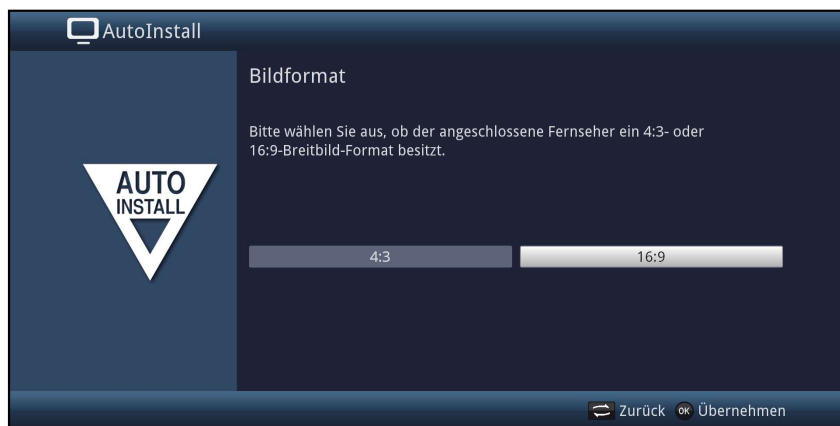 AutoInstall
AUTO
INSTALL
Bildformat
Bitte wählen Sie aus, ob der angeschlossene Fernseher ein 4:3- oder
16:9-Breitbild-Format besitzt.
4:3 16:9
Zurück OK Übernehmen